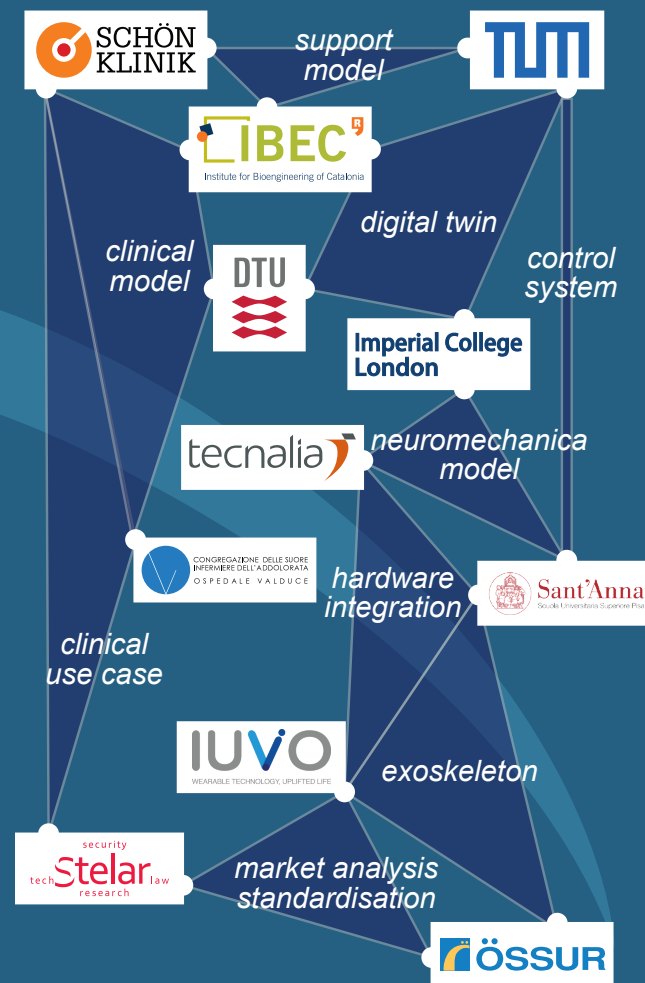 SCHÖN
KLINIK
support
model
TUM
IBEC R
Institute for Bioengineering of Catalonia
digital twin
clinical
model
DTU
control
system
Imperial College
London
tecnalia
neuromechanica
model
CONGREGAZIONE DELLE SUORE
INFERMIERE DELL'ADDOLORATA
OSPEDALE VALDUCE
hardware
integration
Sant'Anna
Scuola Universitaria Superiore Pisa
clinical
use case
IUVO
WEARABLE TECHNOLOGY, UPLIFTED LIFE
exoskeleton
security
tech Stelar law
research
market analysis
standardisation
ÖSSUR